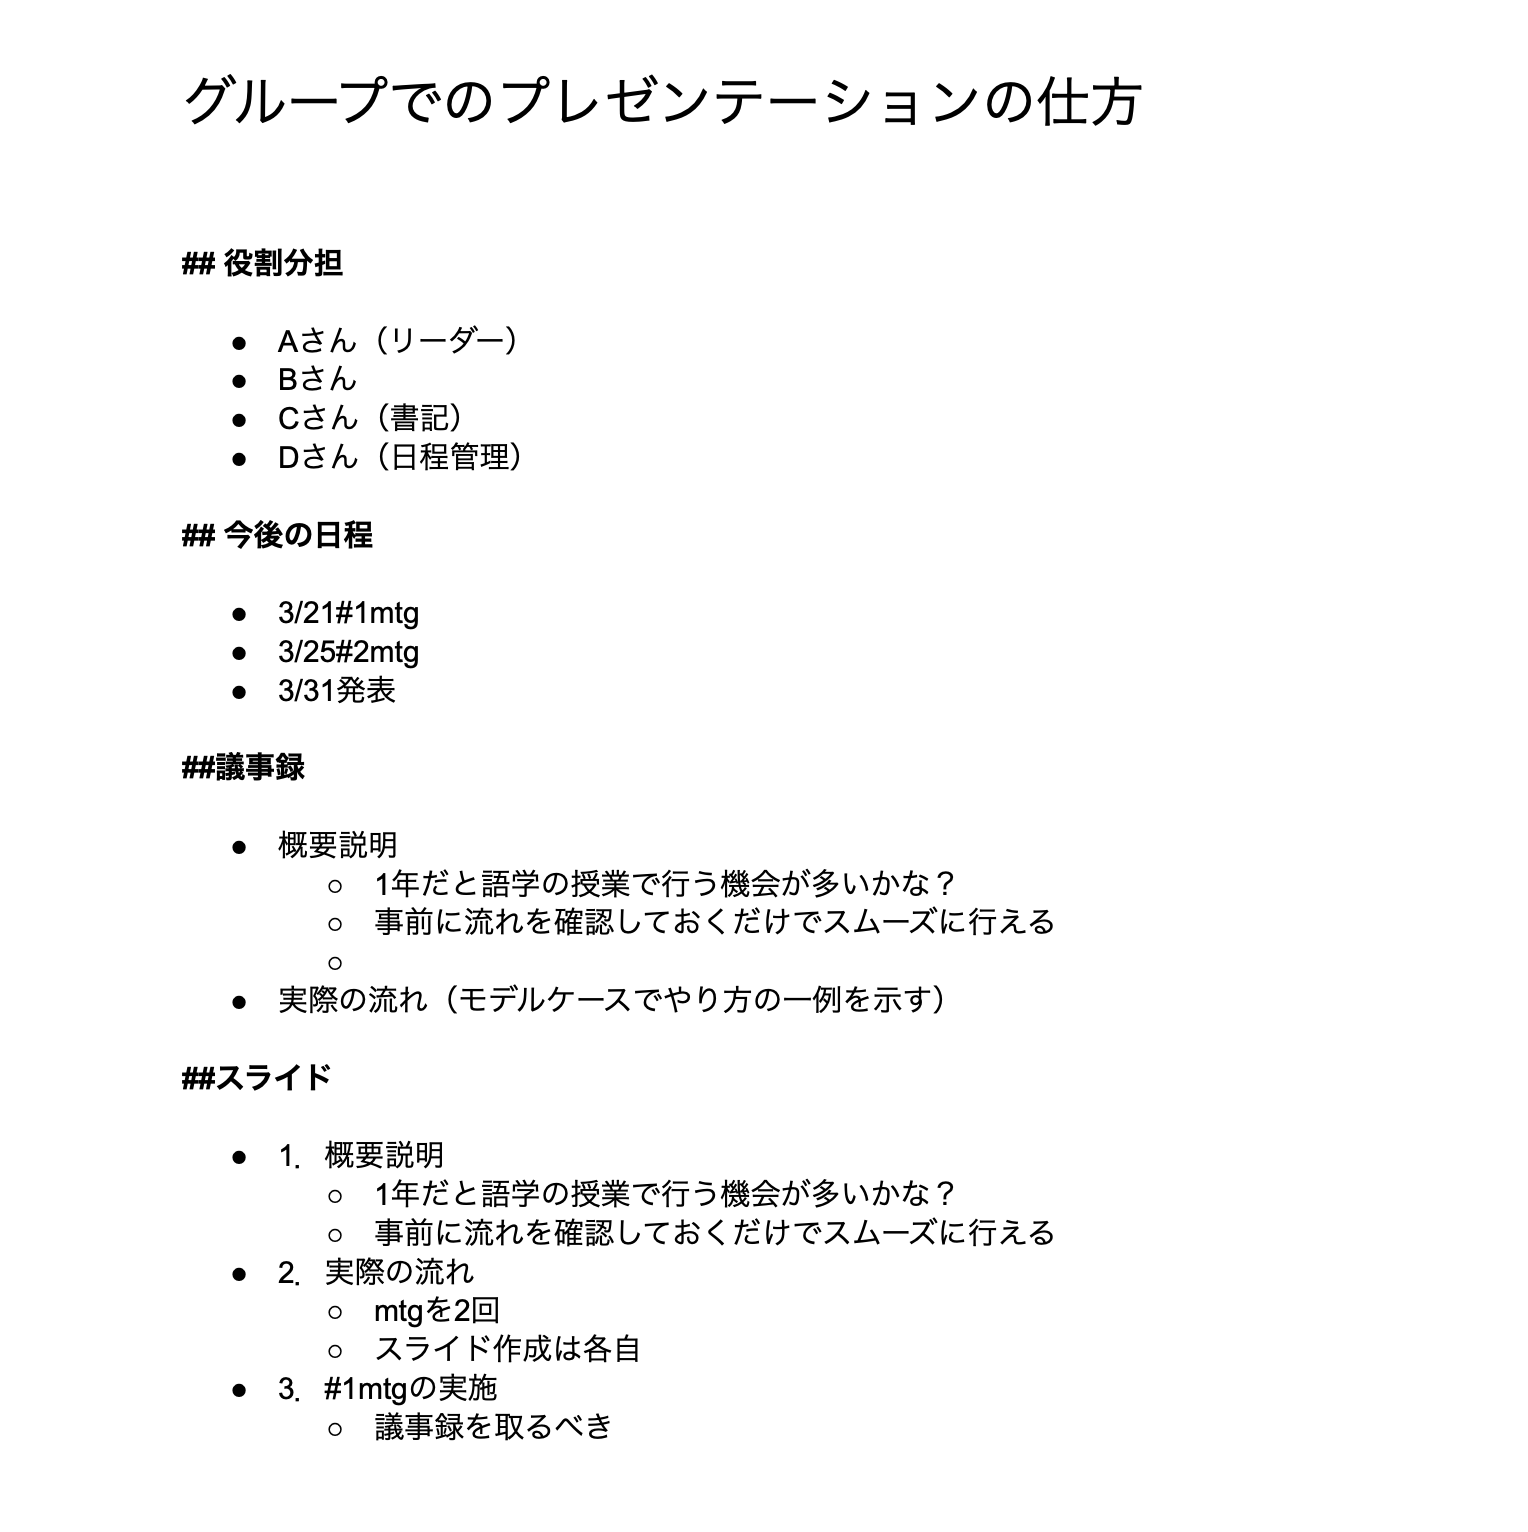 グループでのプレゼンテーションの仕方
## 役割分担
● Aさん（リーダー）
● Bさん
● Cさん（書記）
● Dさん（日程管理）
## 今後の日程
● 3/21#1mtg
● 3/25#2mtg
● 3/31発表
##議事録
● 概要説明
○ 1年だと語学の授業で行う機会が多いかな？
○ 事前に流れを確認しておくだけでスムーズに行える
○
● 実際の流れ（モデルケースでやり方の一例を示す）
##スライド
● 1．概要説明
○ 1年だと語学の授業で行う機会が多いかな？
○ 事前に流れを確認しておくだけでスムーズに行える
● 2．実際の流れ
○ mtgを2回
○ スライド作成は各自
● 3．#1mtgの実施
○ 議事録を取るべき